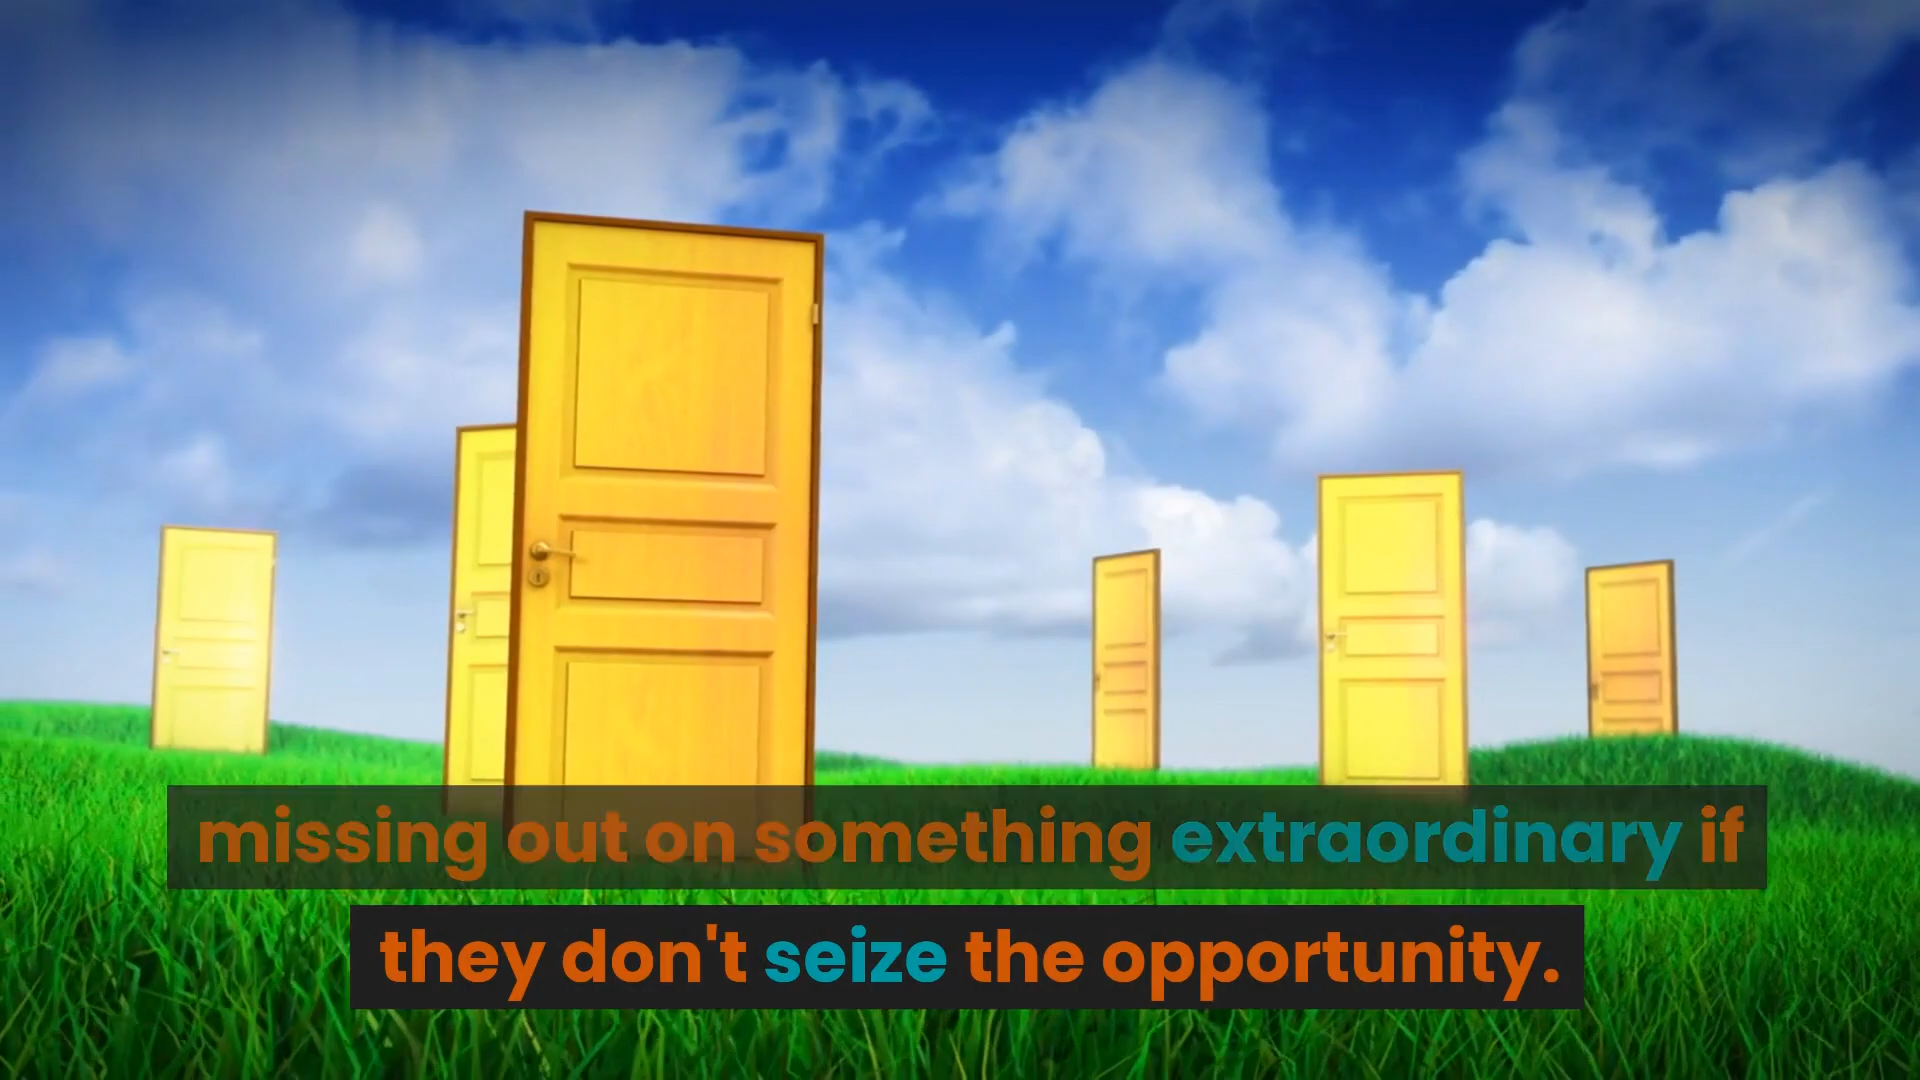 missing out on something extraordinary if
they don't seize the opportunity.